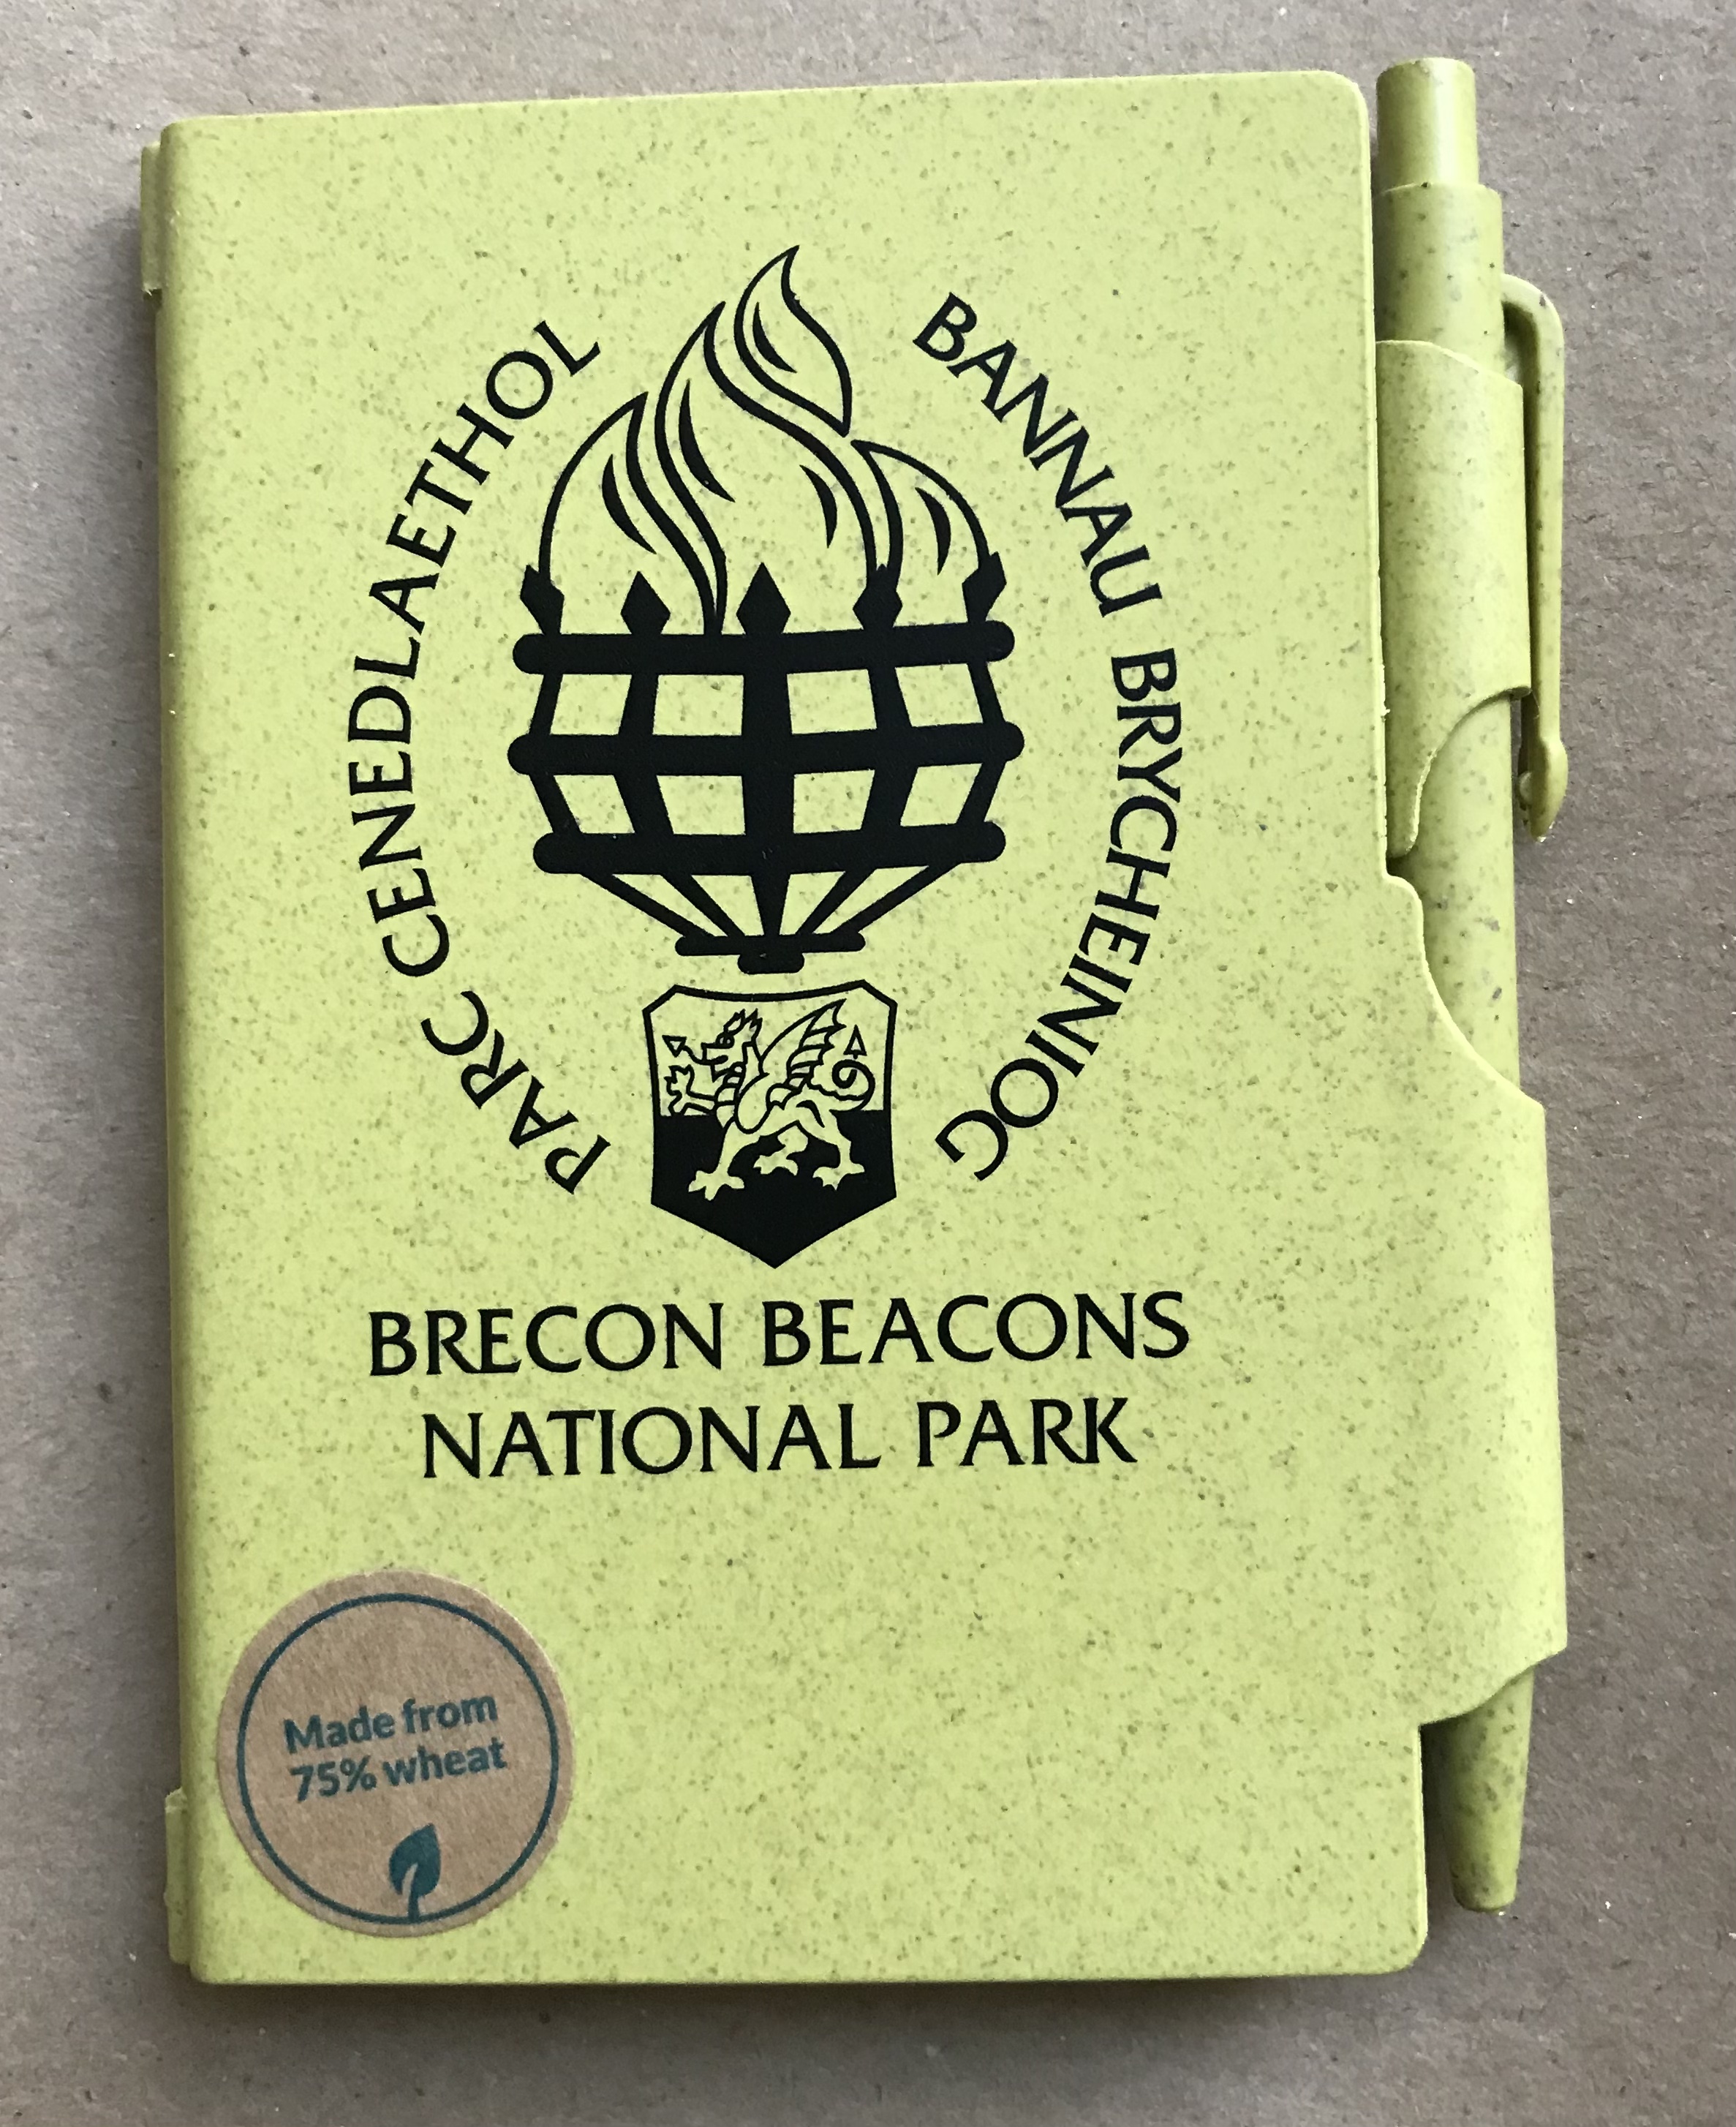 PARC CENEDLAETHOL
BANNAU BRYCHEINIOG
BRECON BEACONS
NATIONAL PARK
Made from
75% wheat